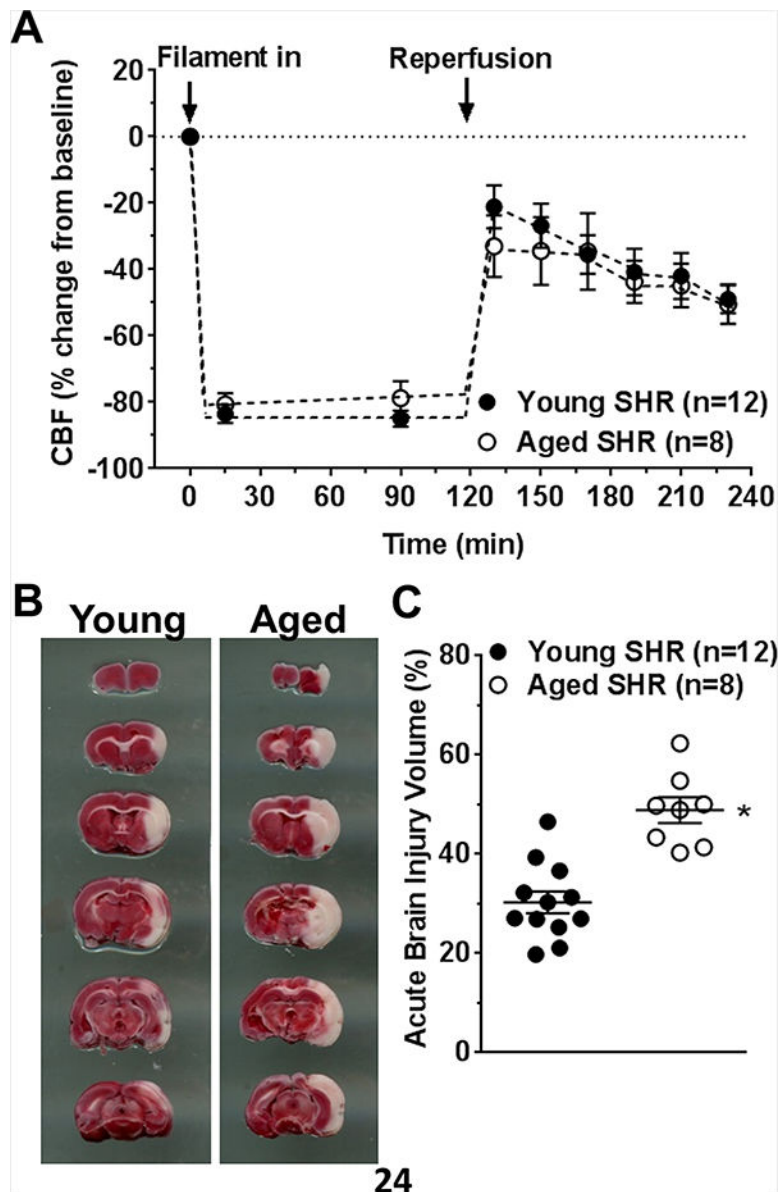 A
Filament in
Reperfusion
CBF (% change from baseline)
20
0
-20
-40
-60
-80
-100
Young SHR (n=12)
Aged SHR (n=8)
0 30 60 90 120 150 180 210 240
Time (min)
B
Young Aged
C
Acute Brain Injury Volume (%)
Young SHR (n=12)
Aged SHR (n=8)
80
60
40
20
0
*
24